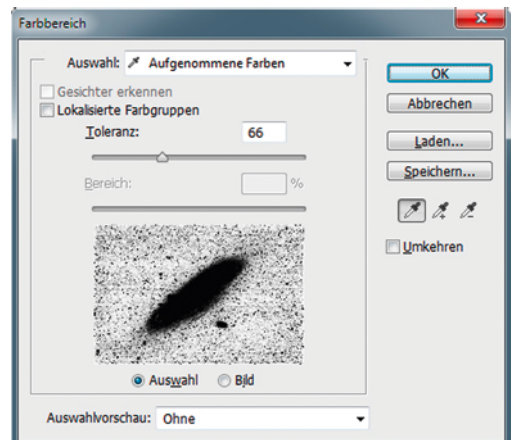 Farbbereich
Auswahl: Aufgenommene Farben
OK
Gesichter erkennen
Abbrechen
Lokalisierte Farbgruppen
Toleranz: 66
Laden...
Speichern...
Bereich: %
Umkehren
Auswahl Bild
Auswahlvorschau: Ohne